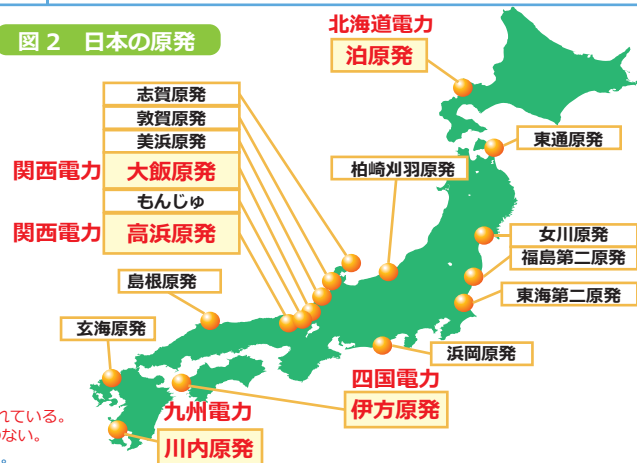 図2 日本の原発
北海道電力
泊原発
志賀原発
敦賀原発
美浜原発
関西電力 大飯原発
もんじゅ
関西電力 高浜原発
柏崎刈羽原発
東通原発
女川原発
福島第二原発
東海第二原発
島根原発
玄海原発
浜岡原発
四国電力
伊方原発
九州電力
川内原発
れている。
ない。
。